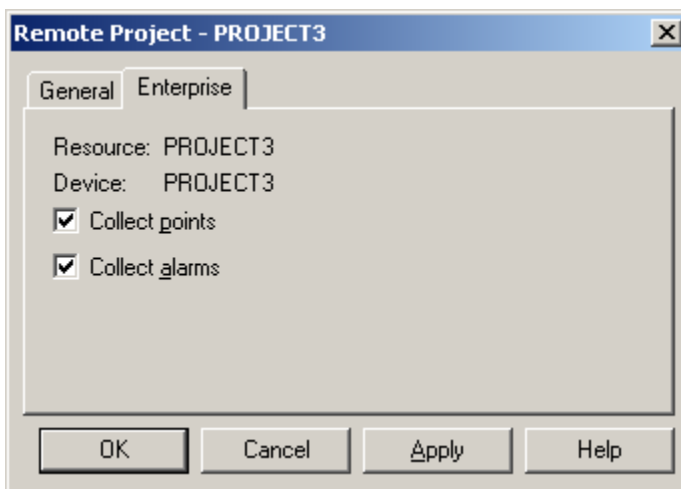 Remote Project - PROJECT3
General Enterprise
Resource: PROJECT3
Device: PROJECT3
Collect points
Collect alarms
OK Cancel Apply Help